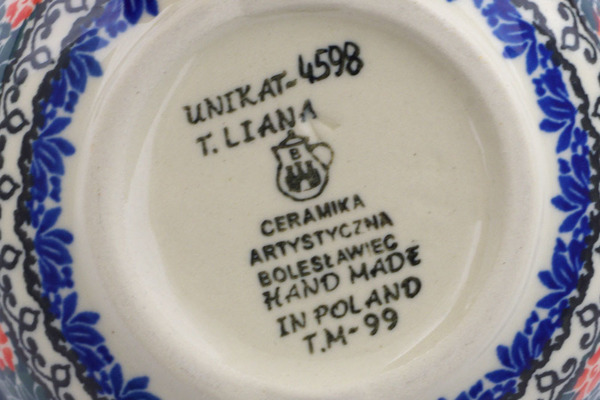 UNIKAT-4598
T. LIANA
B
CERAMIKA
ARTYSTYCZNA
BOLESŁAWIEC
HAND MADE
IN POLAND
T.M-99